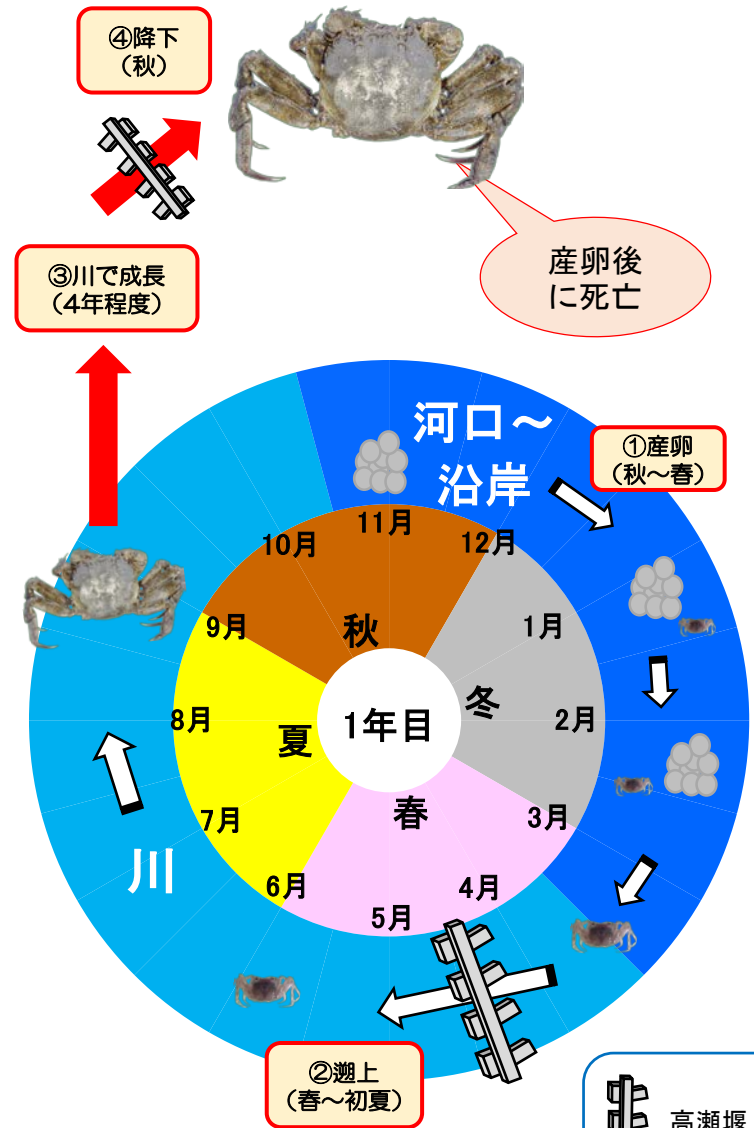 ④降下
（秋）
産卵後
に死亡
③川で成長
（4年程度）
河口～
沿岸
①産卵
（秋～春）
11月
12月
10月
1月
9月
秋
冬
2月
8月
1年目
夏
春
3月
7月
川
4月
6月
5月
②遡上
（春～初夏）
高瀬堰